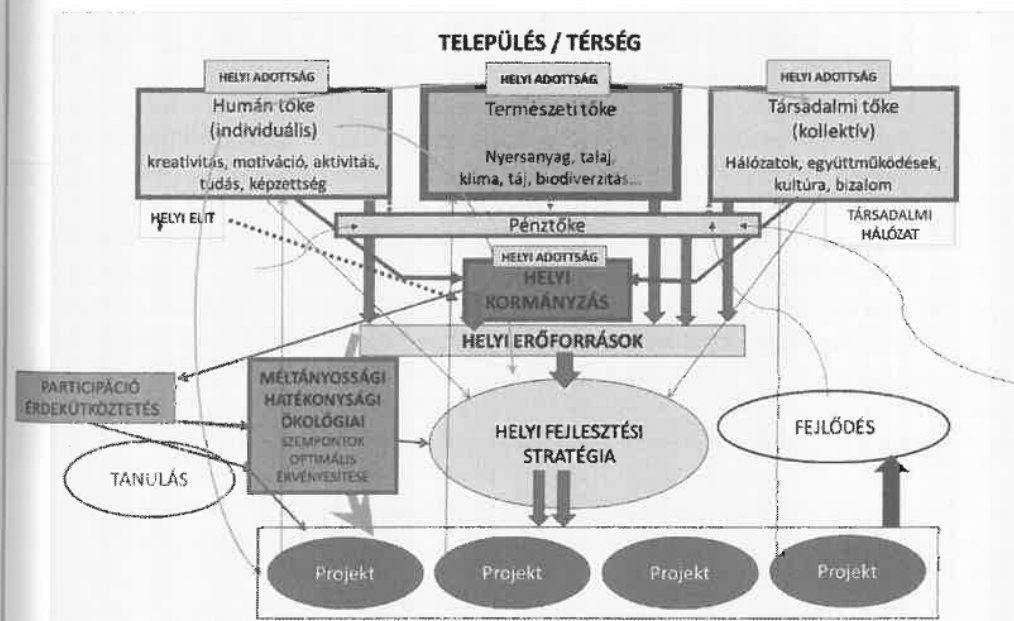 TELEPÜLÉS / TÉRSÉG
HELYI ADOTTSÁG
Humán tőke
(individuális)
kreativitás, motiváció, aktivitás,
tudás, képzettség
HELYI ADOTTSÁG
Természeti tőke
Nyersanyag, talaj,
klíma, táj, biodiverzitás...
HELYI ADOTTSÁG
Társadalmi tőke
(kollektív)
Hálózatok, együttműködések,
kultúra, bizalom
HELYI ELIT
Pénztőke
TÁRSADALMI
HÁLÓZAT
HELYI ADOTTSÁG
HELYI
KORMÁNYZÁS
HELYI ERŐFORRÁSOK
PARTICIPÁCIÓ
ÉRDEKÜTKÖZTETÉS
MÉLTÁNYOSSÁGI
HATÉKONYSÁGI
ÖKOLÓGIAI
SZEMPONTOK
OPTIMÁLIS
ÉRVÉNYESÍTÉSE
HELYI FEJLESZTÉSI
STRATÉGIA
FEJLŐDÉS
TANULÁS
Projekt
Projekt
Projekt
Projekt